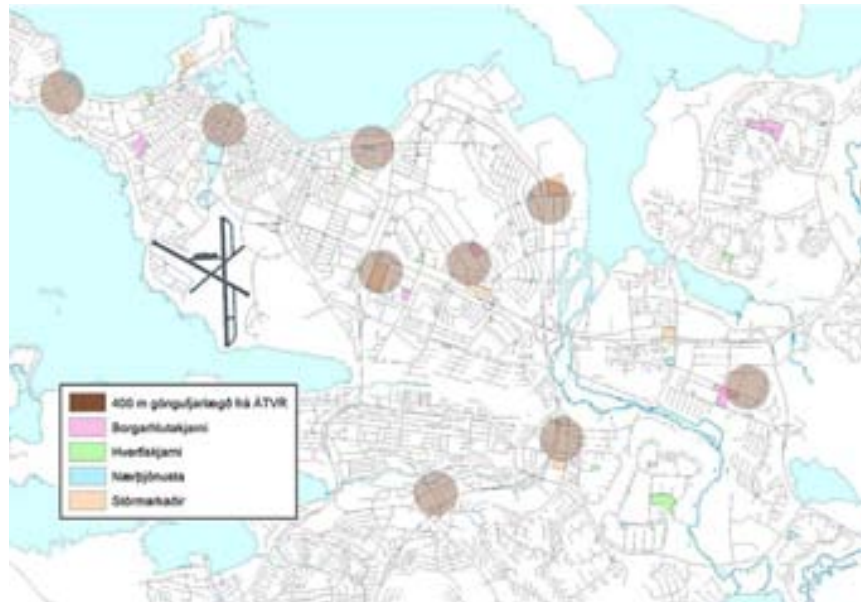 400 m göngufjarlægð frá ÁTVR
Borgarhlutakjarni
Hverfiskjarni
Nærþjónusta
Stórmarkaðir